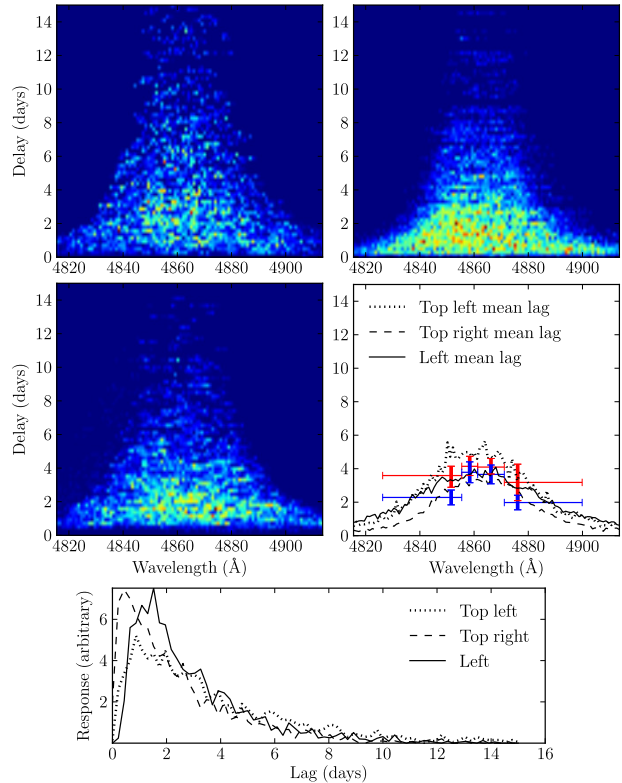 14
12
10
8
6
4
2
0
Delay (days)
4820 4840 4860 4880 4900
14
12
10
8
6
4
2
0
4820 4840 4860 4880 4900
14
12
10
8
6
4
2
0
Delay (days)
4820 4840 4860 4880 4900
Wavelength (Å)
14
12
10
8
6
4
2
0
Top left mean lag
Top right mean lag
Left mean lag
4820 4840 4860 4880 4900
Wavelength (Å)
Response (arbitrary)
6
4
2
Top left
Top right
Left
0 2 4 6 8 10 12 14 16
Lag (days)